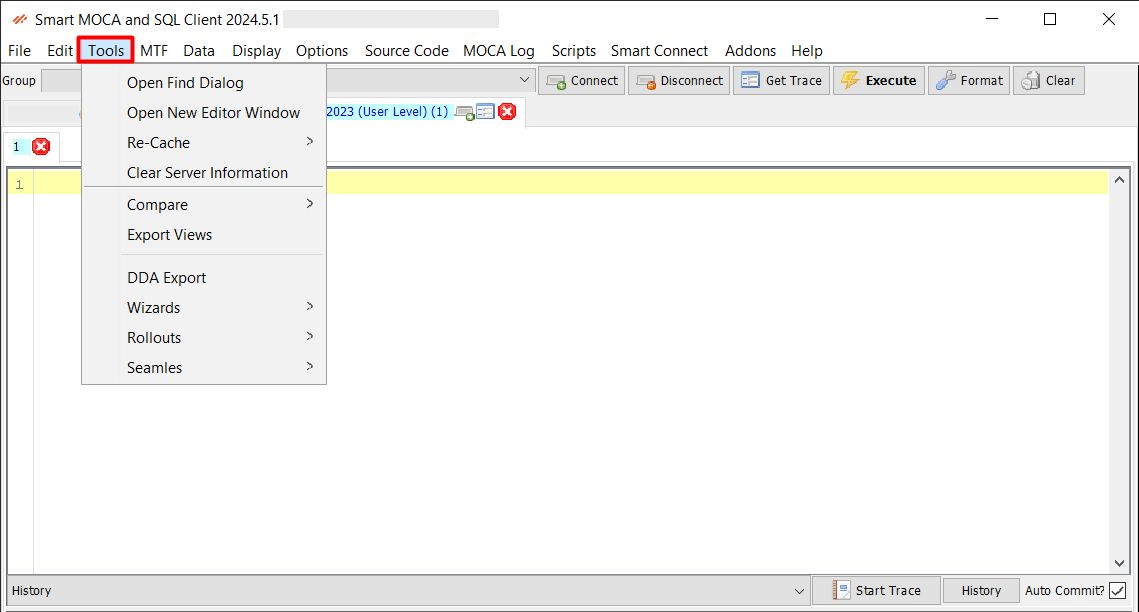 Smart MOCA and SQL Client 2024.5.1
File Edit Tools MTF Data Display Options Source Code MOCA Log Scripts Smart Connect Addons Help
Group Connect Disconnect Get Trace Execute Format Clear
Open Find Dialog
Open New Editor Window
2023 (User Level) (1)
Re-Cache >
1
Clear Server Information
1
Compare >
Export Views
DDA Export
Wizards >
Rollouts >
Seamles >
History Start Trace History Auto Commit?